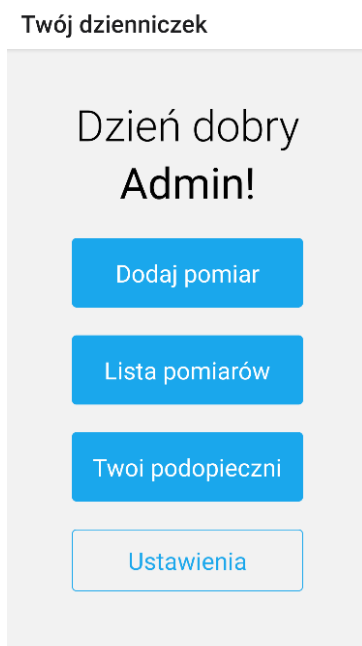 Twój dzienniczek
Dzień dobry
Admin!
Dodaj pomiar
Lista pomiarów
Twoi podopieczni
Ustawienia